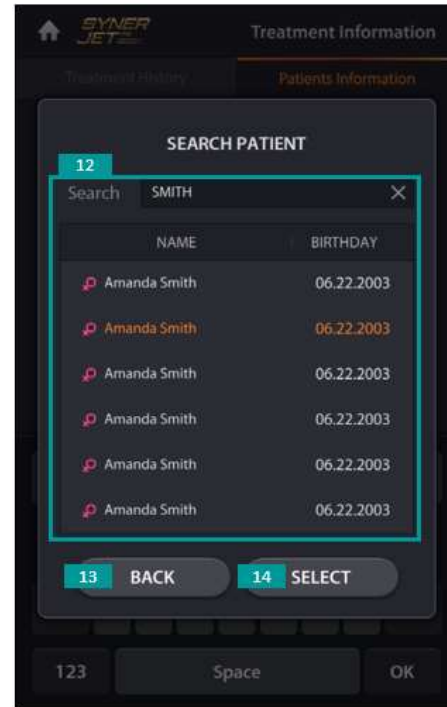 SYNER
JET
Treatment Information
Treatment History
Patients Information
SEARCH PATIENT
12
Search SMITH
NAME BIRTHDAY
Amanda Smith 06.22.2003
Amanda Smith 06.22.2003
Amanda Smith 06.22.2003
Amanda Smith 06.22.2003
Amanda Smith 06.22.2003
Amanda Smith 06.22.2003
13 BACK 14 SELECT
123 Space OK